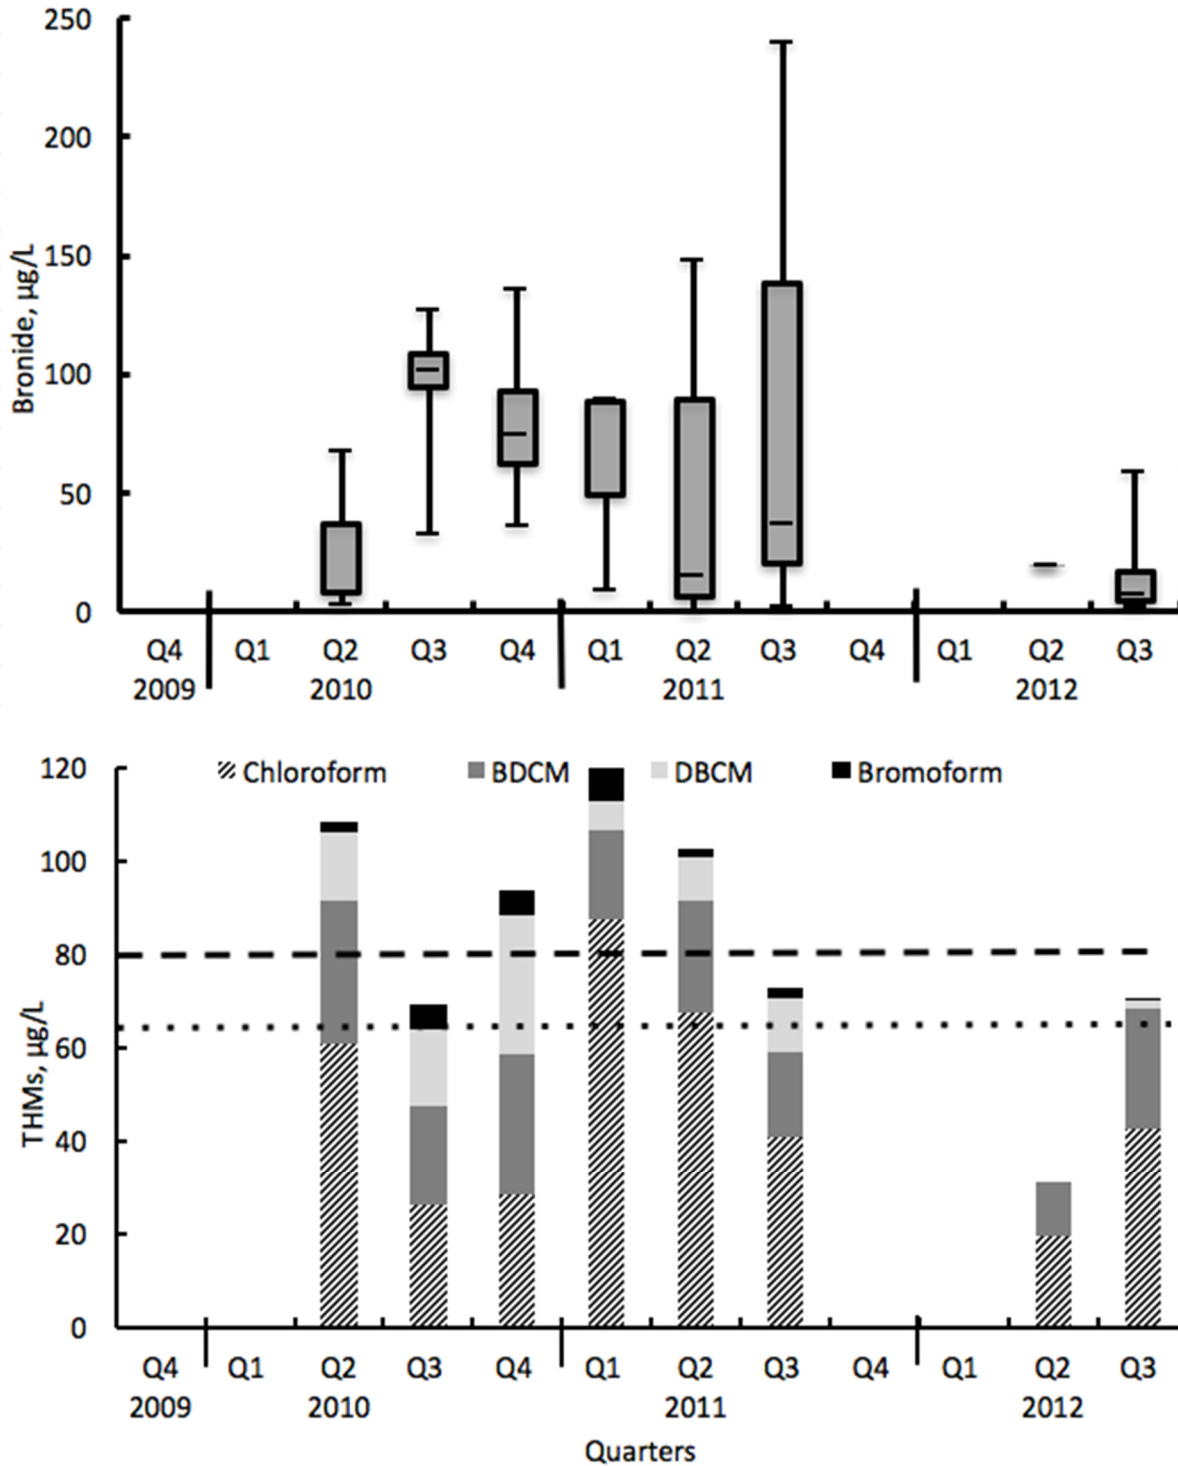 250
200
150
100
50
0
Bronide, µg/L
Q4 Q1 Q2 Q3 Q4 Q1 Q2 Q3 Q4 Q1 Q2 Q3
2009 2010 2011 2012
Chloroform BDCM DBCM Bromoform
120
100
80
60
40
20
0
THMs, µg/L
Q4 Q1 Q2 Q3 Q4 Q1 Q2 Q3 Q4 Q1 Q2 Q3
2009 2010 2011 2012
Quarters